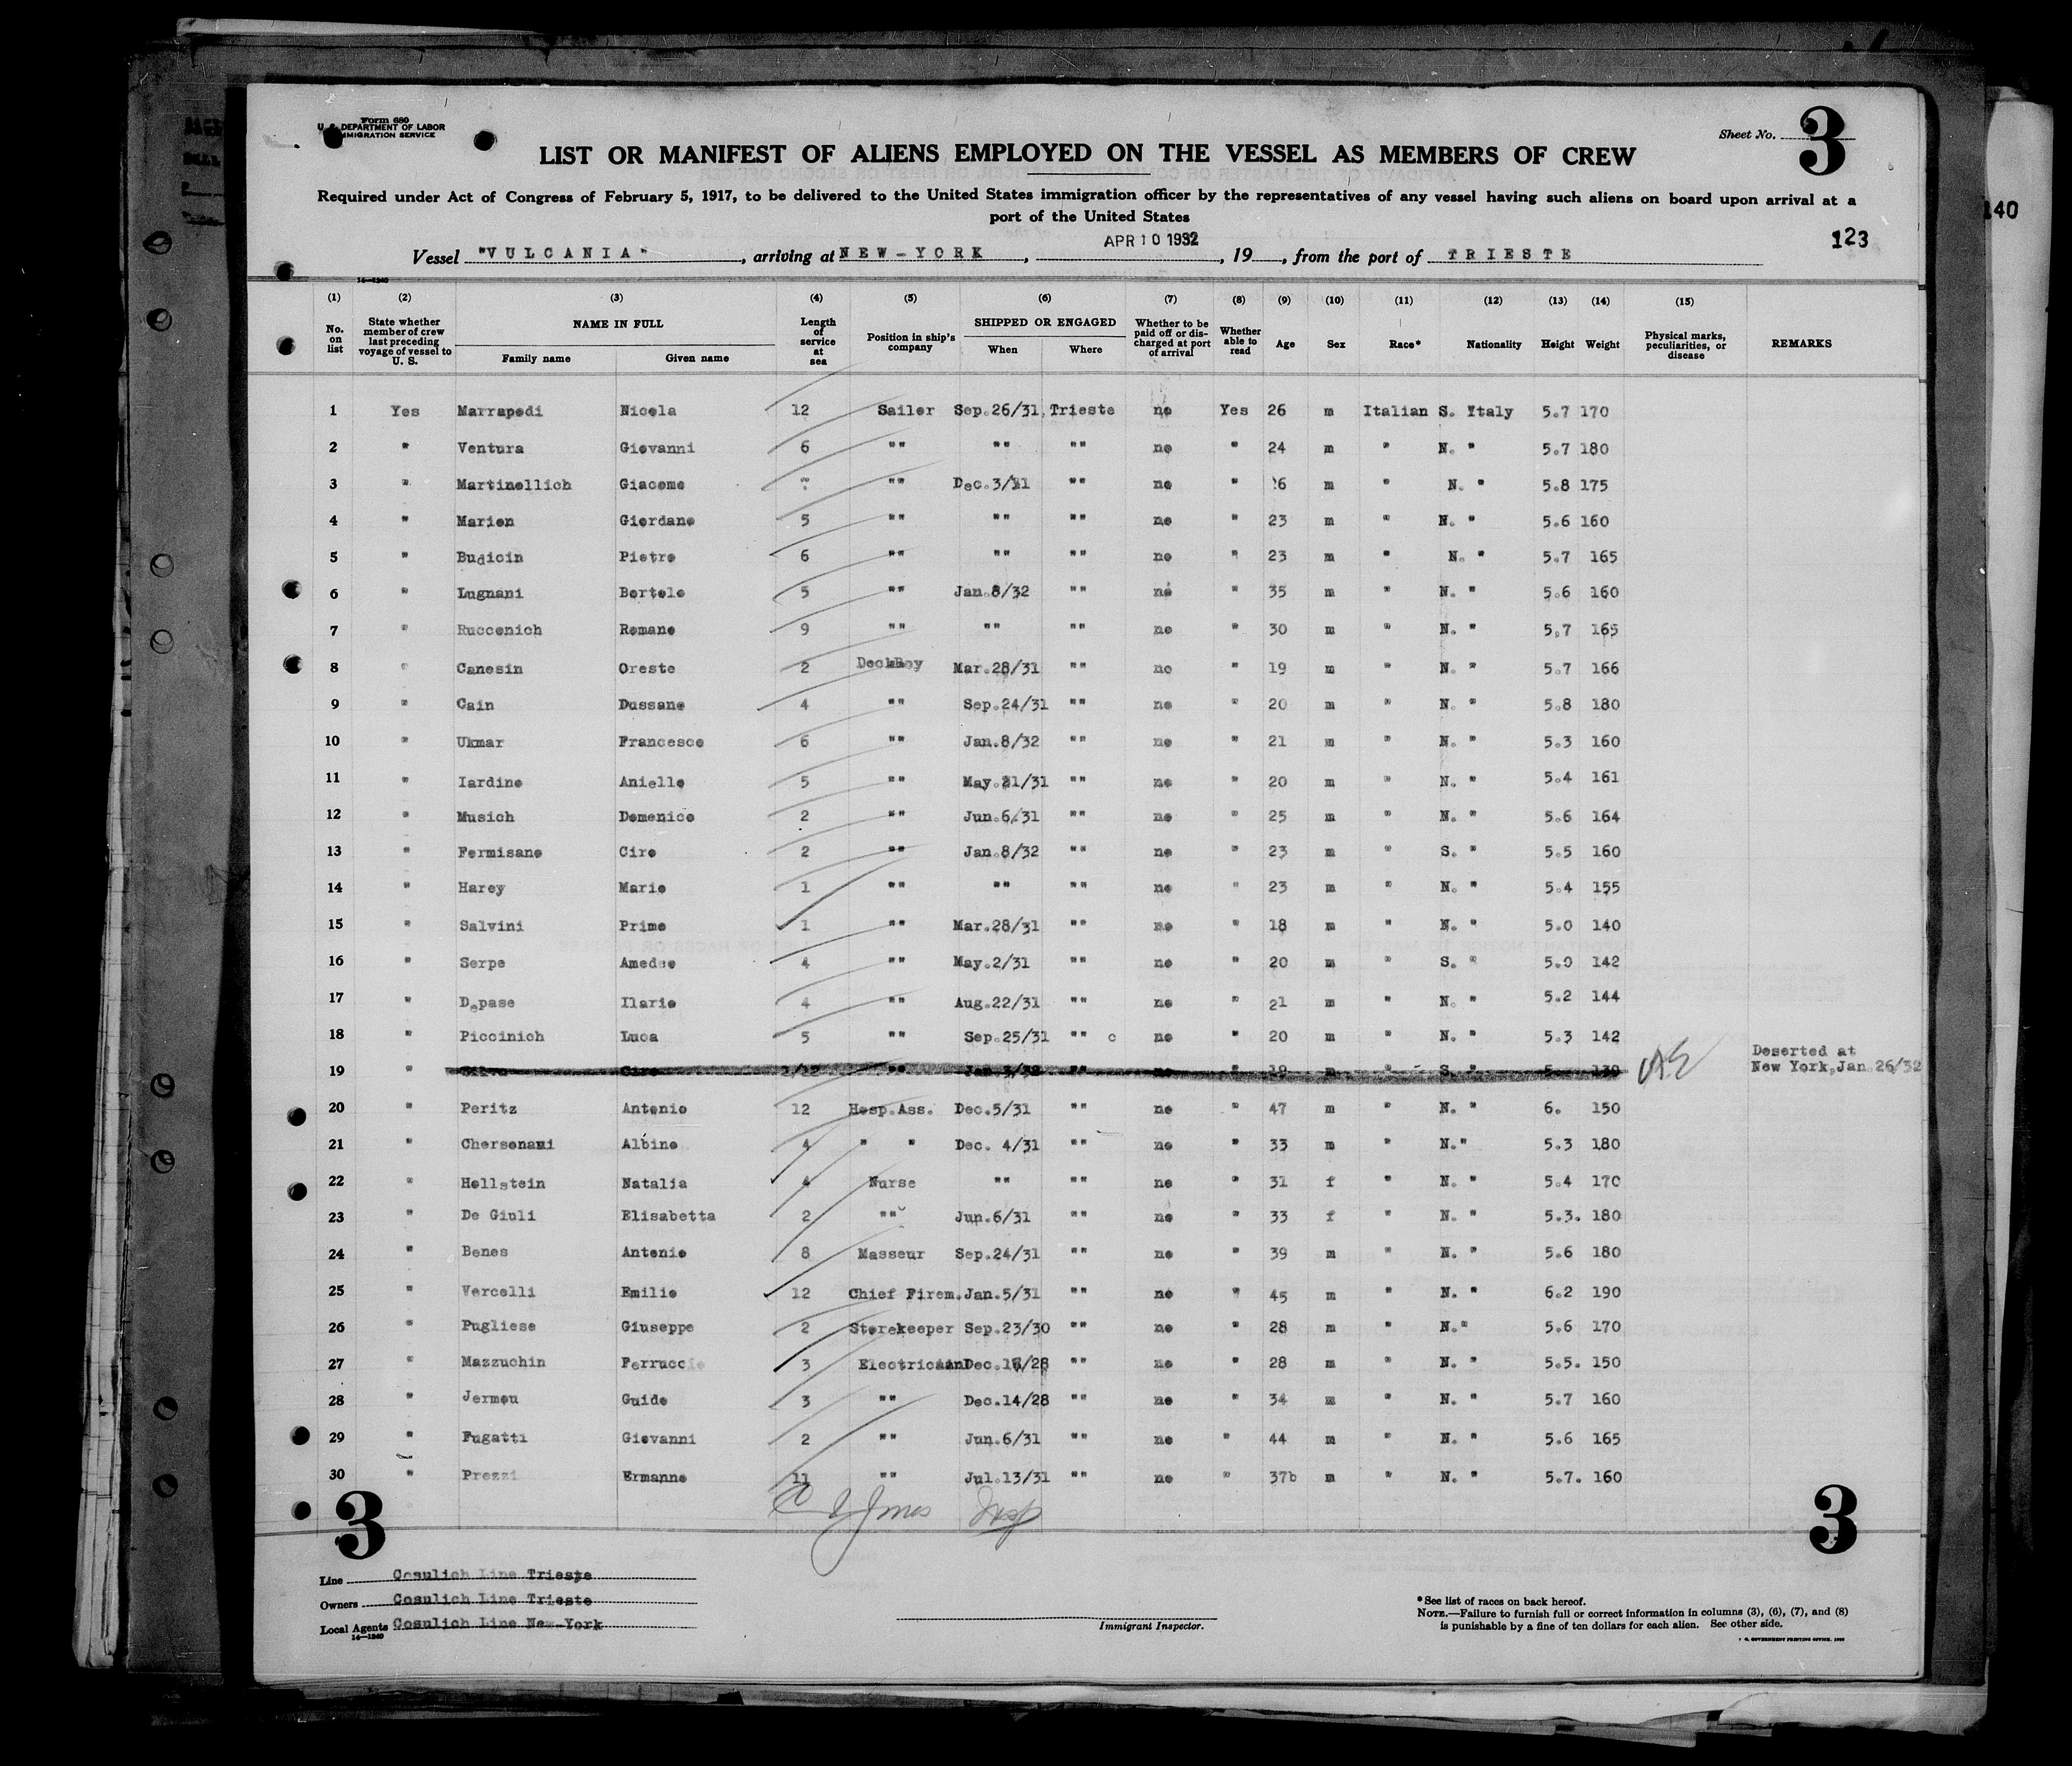 Form 680
U. S. DEPARTMENT OF LABOR
IMMIGRATION SERVICE
Sheet No. 3
LIST OR MANIFEST OF ALIENS EMPLOYED ON THE VESSEL AS MEMBERS OF CREW
Required under Act of Congress of February 5, 1917, to be delivered to the United States immigration officer by the representatives of any vessel having such aliens on board upon arrival at a
port of the United States
140
123
Vessel "VULCANIA", arriving at NEW-YORK, APR 10 1932, 19, from the port of TRIESTE
14—1240
(1) (2) (3) (4) (5) (6) (7) (8) (9) (10) (11) (12) (13) (14) (15)
No. on list State whether member of crew last preceding voyage of vessel to U. S. NAME IN FULL Family name Given name Length of service at sea Position in ship's company SHIPPED OR ENGAGED When Where Whether to be paid off or discharged at port of arrival Whether able to read Age Sex Race* Nationality Height Weight Physical marks, peculiarities, or disease REMARKS
1 Yes Marrapodi Nicola 12 Sailor Sep.26/31 Trieste no Yes 26 m Italian S. Italy 5.7 170
2 " Ventura Giovanni 6 "" "" "" no " 24 m " N. " 5.7 180
3 " Martinellich Giacomo "" Dec.3/31 "" no " m " N. " 5.8 175
4 " Marion Giordano 5 "" "" "" no " 23 m " N. " 5.6 160
5 " Budicin Pietro 6 "" "" "" no " 23 m " N. " 5.7 165
6 " Lugnani Bortolo 5 "" Jan.8/32 "" no " 35 m " N. " 5.6 160
7 " Ruccenich Romano 9 "" "" "" no " 30 m " N. " 5.7 165
8 " Canesin Oreste 2 DeckBoy Mar.28/31 "" no " 19 m " N. " 5.7 166
9 " Cain Dussano 4 "" Sep.24/31 "" no " 20 m " N. " 5.8 180
10 " Ukmar Francesco 6 "" Jan.8/32 "" no " 21 m " N. " 5.3 160
11 " Iardino Aniello 5 "" May.21/31 "" no " 20 m " N. " 5.4 161
12 " Musich Domenico 2 "" Jun.6/31 "" no " 25 m " N. " 5.6 164
13 " Formisano Ciro 2 "" Jan.8/32 "" no " 23 m " S. " 5.5 160
14 " Harey Mario 1 "" "" "" no " 23 m " N. " 5.4 155
15 " Salvini Primo 1 "" Mar.28/31 "" no " 18 m " N. " 5.0 140
16 " Serpe Amedeo 4 "" May.2/31 "" no " 20 m " S. " 5.0 142
17 " Depase Ilario 4 "" Aug.22/31 "" no " 21 m " N. " 5.2 144
18 " Piccinich Luca 5 "" Sep.25/31 "" c no " 20 m " N. " 5.3 142
19 " Ciro "" Jan.3/32 "" no " 19 m " S. " 5. 130 Deserted at
New York,Jan.26/32
20 " Peritz Antonio 12 Hosp.Ass. Dec.5/31 "" no " 47 m " N. " 6. 150
21 " Chersonani Albino 4 " " Dec. 4/31 "" no " 33 m " N." 5.3 180
22 " Hellstein Natalia 4 Nurse "" "" no " 31 f " N. " 5.4 170
23 " De Giuli Elisabetta 2 "" Jun.6/31 "" no " 33 f " N. " 5.3. 180
24 " Benes Antonio 8 Masseur Sep.24/31 "" no " 39 m " N. " 5.6 180
25 " Vercelli Emilio 12 Chief Firem. Jan.5/31 "" no " 45 m " N. " 6.2 190
26 " Pugliese Giuseppe 2 Storekeeper Sep.23/30 "" no " 28 m " N." 5.6 170
27 " Mazzuchin Ferruccio 3 Electrician Dec.18/28 "" no " 28 m " N. " 5.5. 150
28 " Jermou Guido 3 "" Dec.14/28 "" no " 34 m " N. " 5.7 160
29 " Fugatti Giovanni 2 "" Jun.6/31 "" no " 44 m " N. " 5.6 165
30 " Prezzi Ermanno 11 "" Jul.13/31 "" no " 37b m " N. " 5.7. 160
3
3
Line Cosulich Line Trieste
Owners Cosulich Line Trieste
Local Agents Cosulich Line New-York
14—1240
Immigrant Inspector.
*See list of races on back hereof.
NOTE.—Failure to furnish full or correct information in columns (3), (6), (7), and (8)
is punishable by a fine of ten dollars for each alien. See other side.
GOVERNMENT PRINTING OFFICE